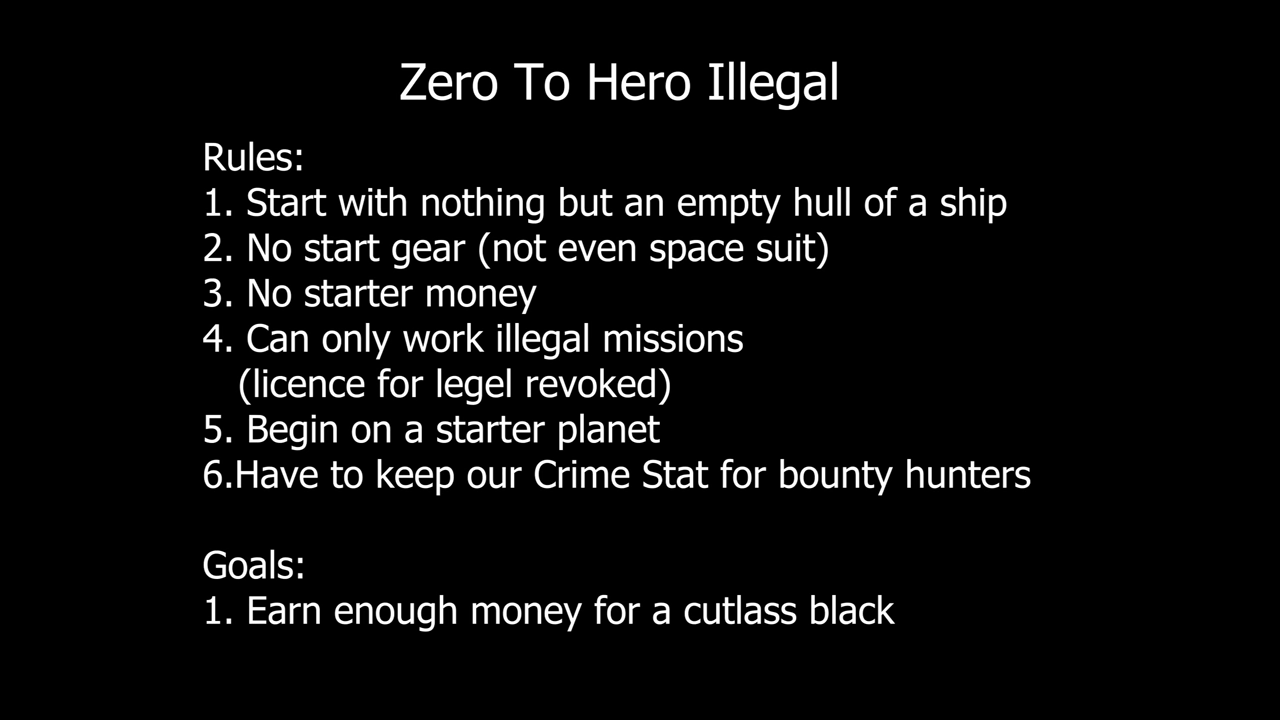 Zero To Hero Illegal
Rules:
1. Start with nothing but an empty hull of a ship
2. No start gear (not even space suit)
3. No starter money
4. Can only work illegal missions
(licence for legel revoked)
5. Begin on a starter planet
6.Have to keep our Crime Stat for bounty hunters
Goals:
1. Earn enough money for a cutlass black